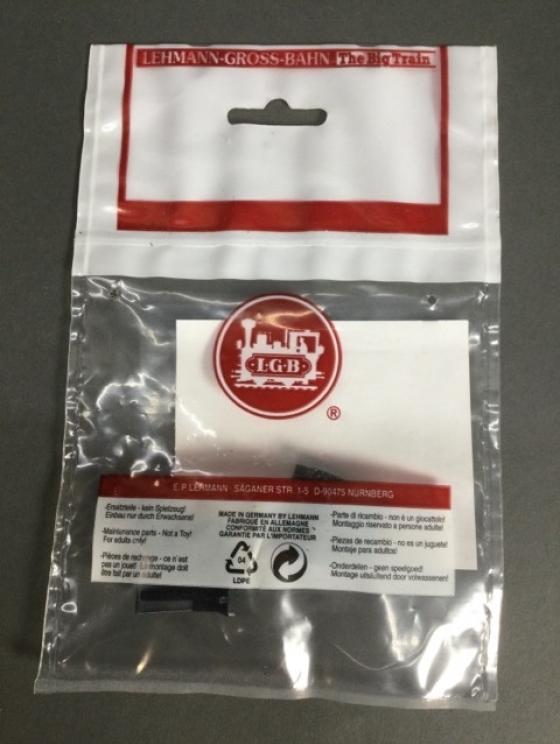 LEHMANN-GROSS-BAHN The Big Train
L·G·B
®
E.P. LEHMANN · SAGANER STR. 1-5 D-90475 NÜRNBERG
-Ersatzteile - kein Spielzeug!
Einbau nur durch Erwachsene!
-Maintenance parts - Not a Toy!
For adults only!
-Pièces de rechange - ce n'est
pas un jouet! Le montage doit
être fait par un adulte!
MADE IN GERMANY BY LEHMANN
FABRIQUÉ EN ALLEMAGNE
CONFORMITÉ AUX NORMES
GARANTIE PAR L'IMPORTATEUR
04
LDPE
-Parte di ricambio - non è un giocattolo!
Montaggio riservato a persone adulte!
-Piezas de recambio - no es un juguete!
Montaje para adultos!
-Onderdelen - geen speelgoed!
Montage uitsluitend door volwassenen!